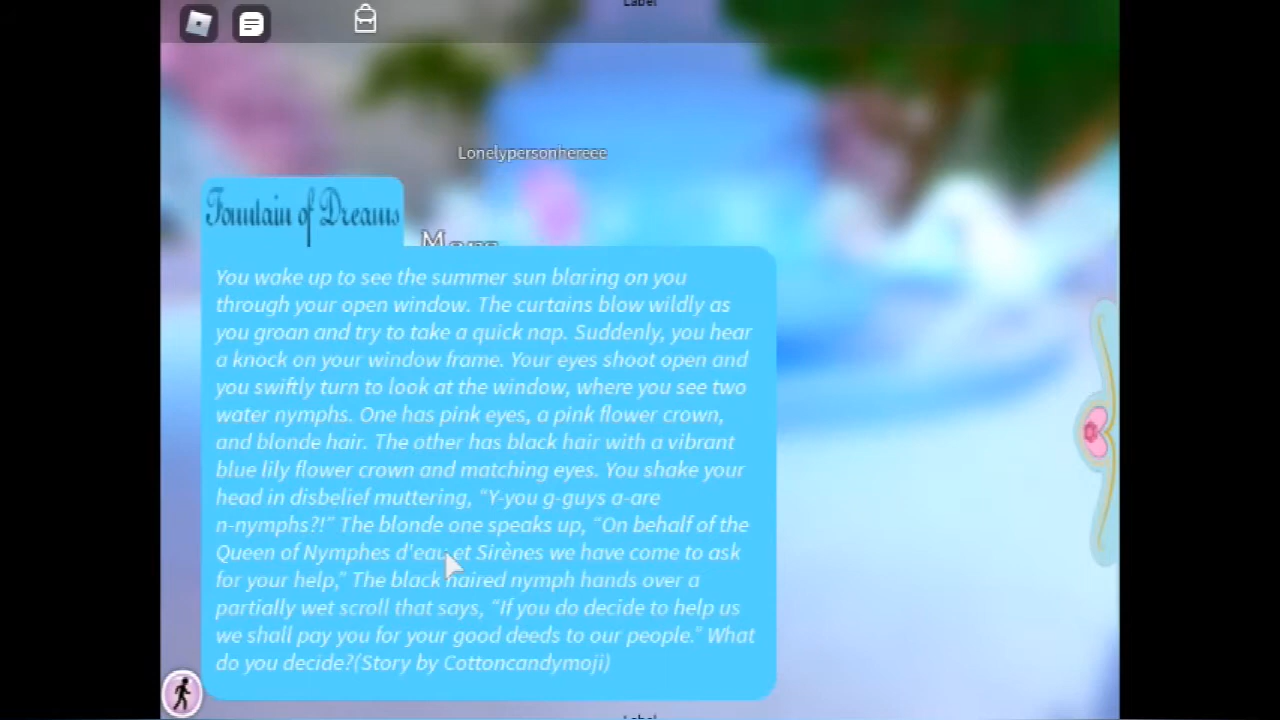 Label
Lonelypersonhereee
Fountain of Dreams
You wake up to see the summer sun blaring on you
through your open window. The curtains blow wildly as
you groan and try to take a quick nap. Suddenly, you hear
a knock on your window frame. Your eyes shoot open and
you swiftly turn to look at the window, where you see two
water nymphs. One has pink eyes, a pink flower crown,
and blonde hair. The other has black hair with a vibrant
blue lily flower crown and matching eyes. You shake your
head in disbelief muttering, “Y-you g-guys a-are
n-nymphs?!” The blonde one speaks up, “On behalf of the
Queen of Nymphes d'eau et Sirènes we have come to ask
for your help,” The black haired nymph hands over a
partially wet scroll that says, “If you do decide to help us
we shall pay you for your good deeds to our people.” What
do you decide?(Story by Cottoncandymoji)
Label